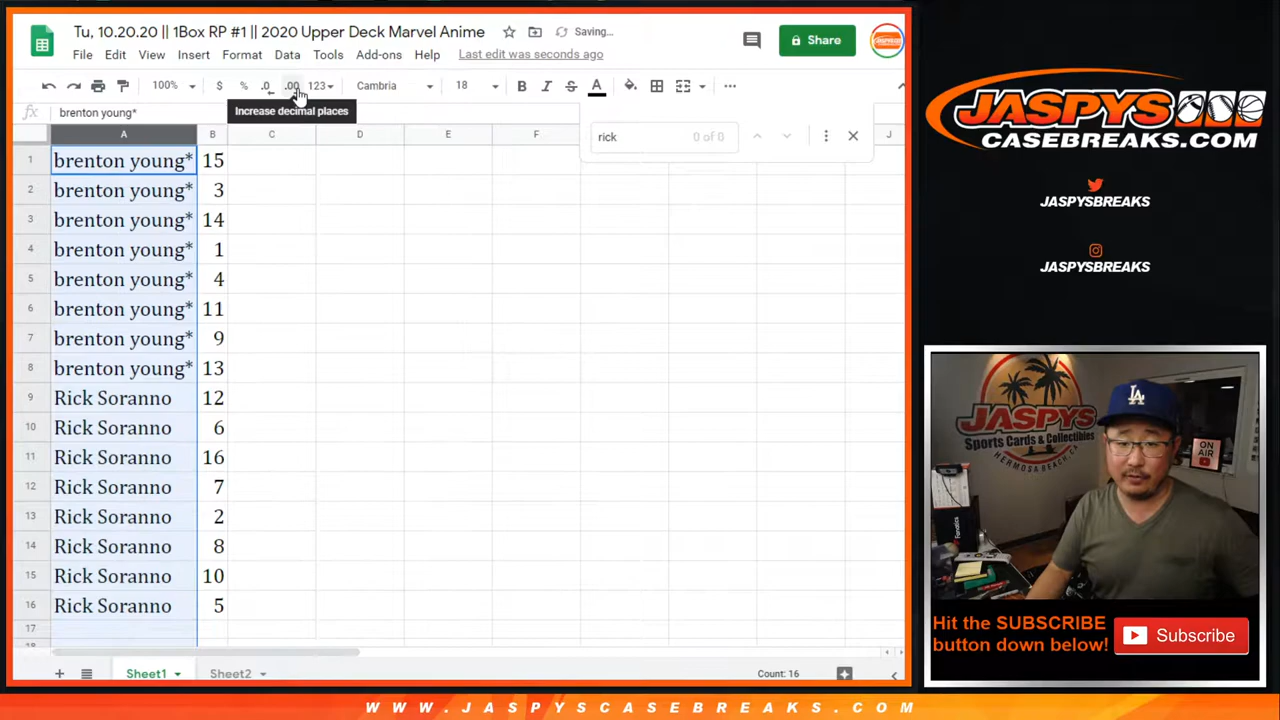 Tu, 10.20.20 || 1Box RP #1 || 2020 Upper Deck Marvel Anime
Saving...
File Edit View Insert Format Data Tools Add-ons Help Last edit was seconds ago
Share
100% $ % .0 .00 123 Cambria 18 B I S A
Increase decimal places
fx brenton young*
rick 0 of 0
A B C D E F J
1 brenton young* 15
2 brenton young* 3
3 brenton young* 14
4 brenton young* 1
5 brenton young* 4
6 brenton young* 11
7 brenton young* 9
8 brenton young* 13
9 Rick Soranno 12
10 Rick Soranno 6
11 Rick Soranno 16
12 Rick Soranno 7
13 Rick Soranno 2
14 Rick Soranno 8
15 Rick Soranno 10
16 Rick Soranno 5
17
18
Sheet1 Sheet2 Count: 16
JASPYS
CASEBREAKS.COM
JASPYSBREAKS
JASPYSBREAKS
JASPYS
Sports Cards & Collectibles
HERMOSA BEACH, CA
LA
ON AIR
Fanatics
Hit the SUBSCRIBE
button down below!
Subscribe
WWW.JASPYSCASEBREAKS.COM